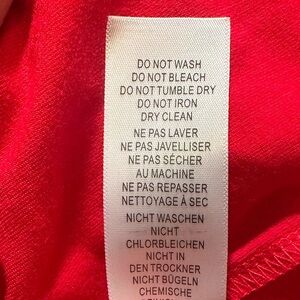 DO NOT WASH
DO NOT BLEACH
DO NOT TUMBLE DRY
DO NOT IRON
DRY CLEAN
NE PAS LAVER
NE PAS JAVELLISER
NE PAS SÉCHER
AU MACHINE
NE PAS REPASSER
NETTOYAGE À SEC
NICHT WASCHEN
NICHT
CHLORBLEICHEN
NICHT IN
DEN TROCKNER
NICHT BÜGELN
CHEMISCHE